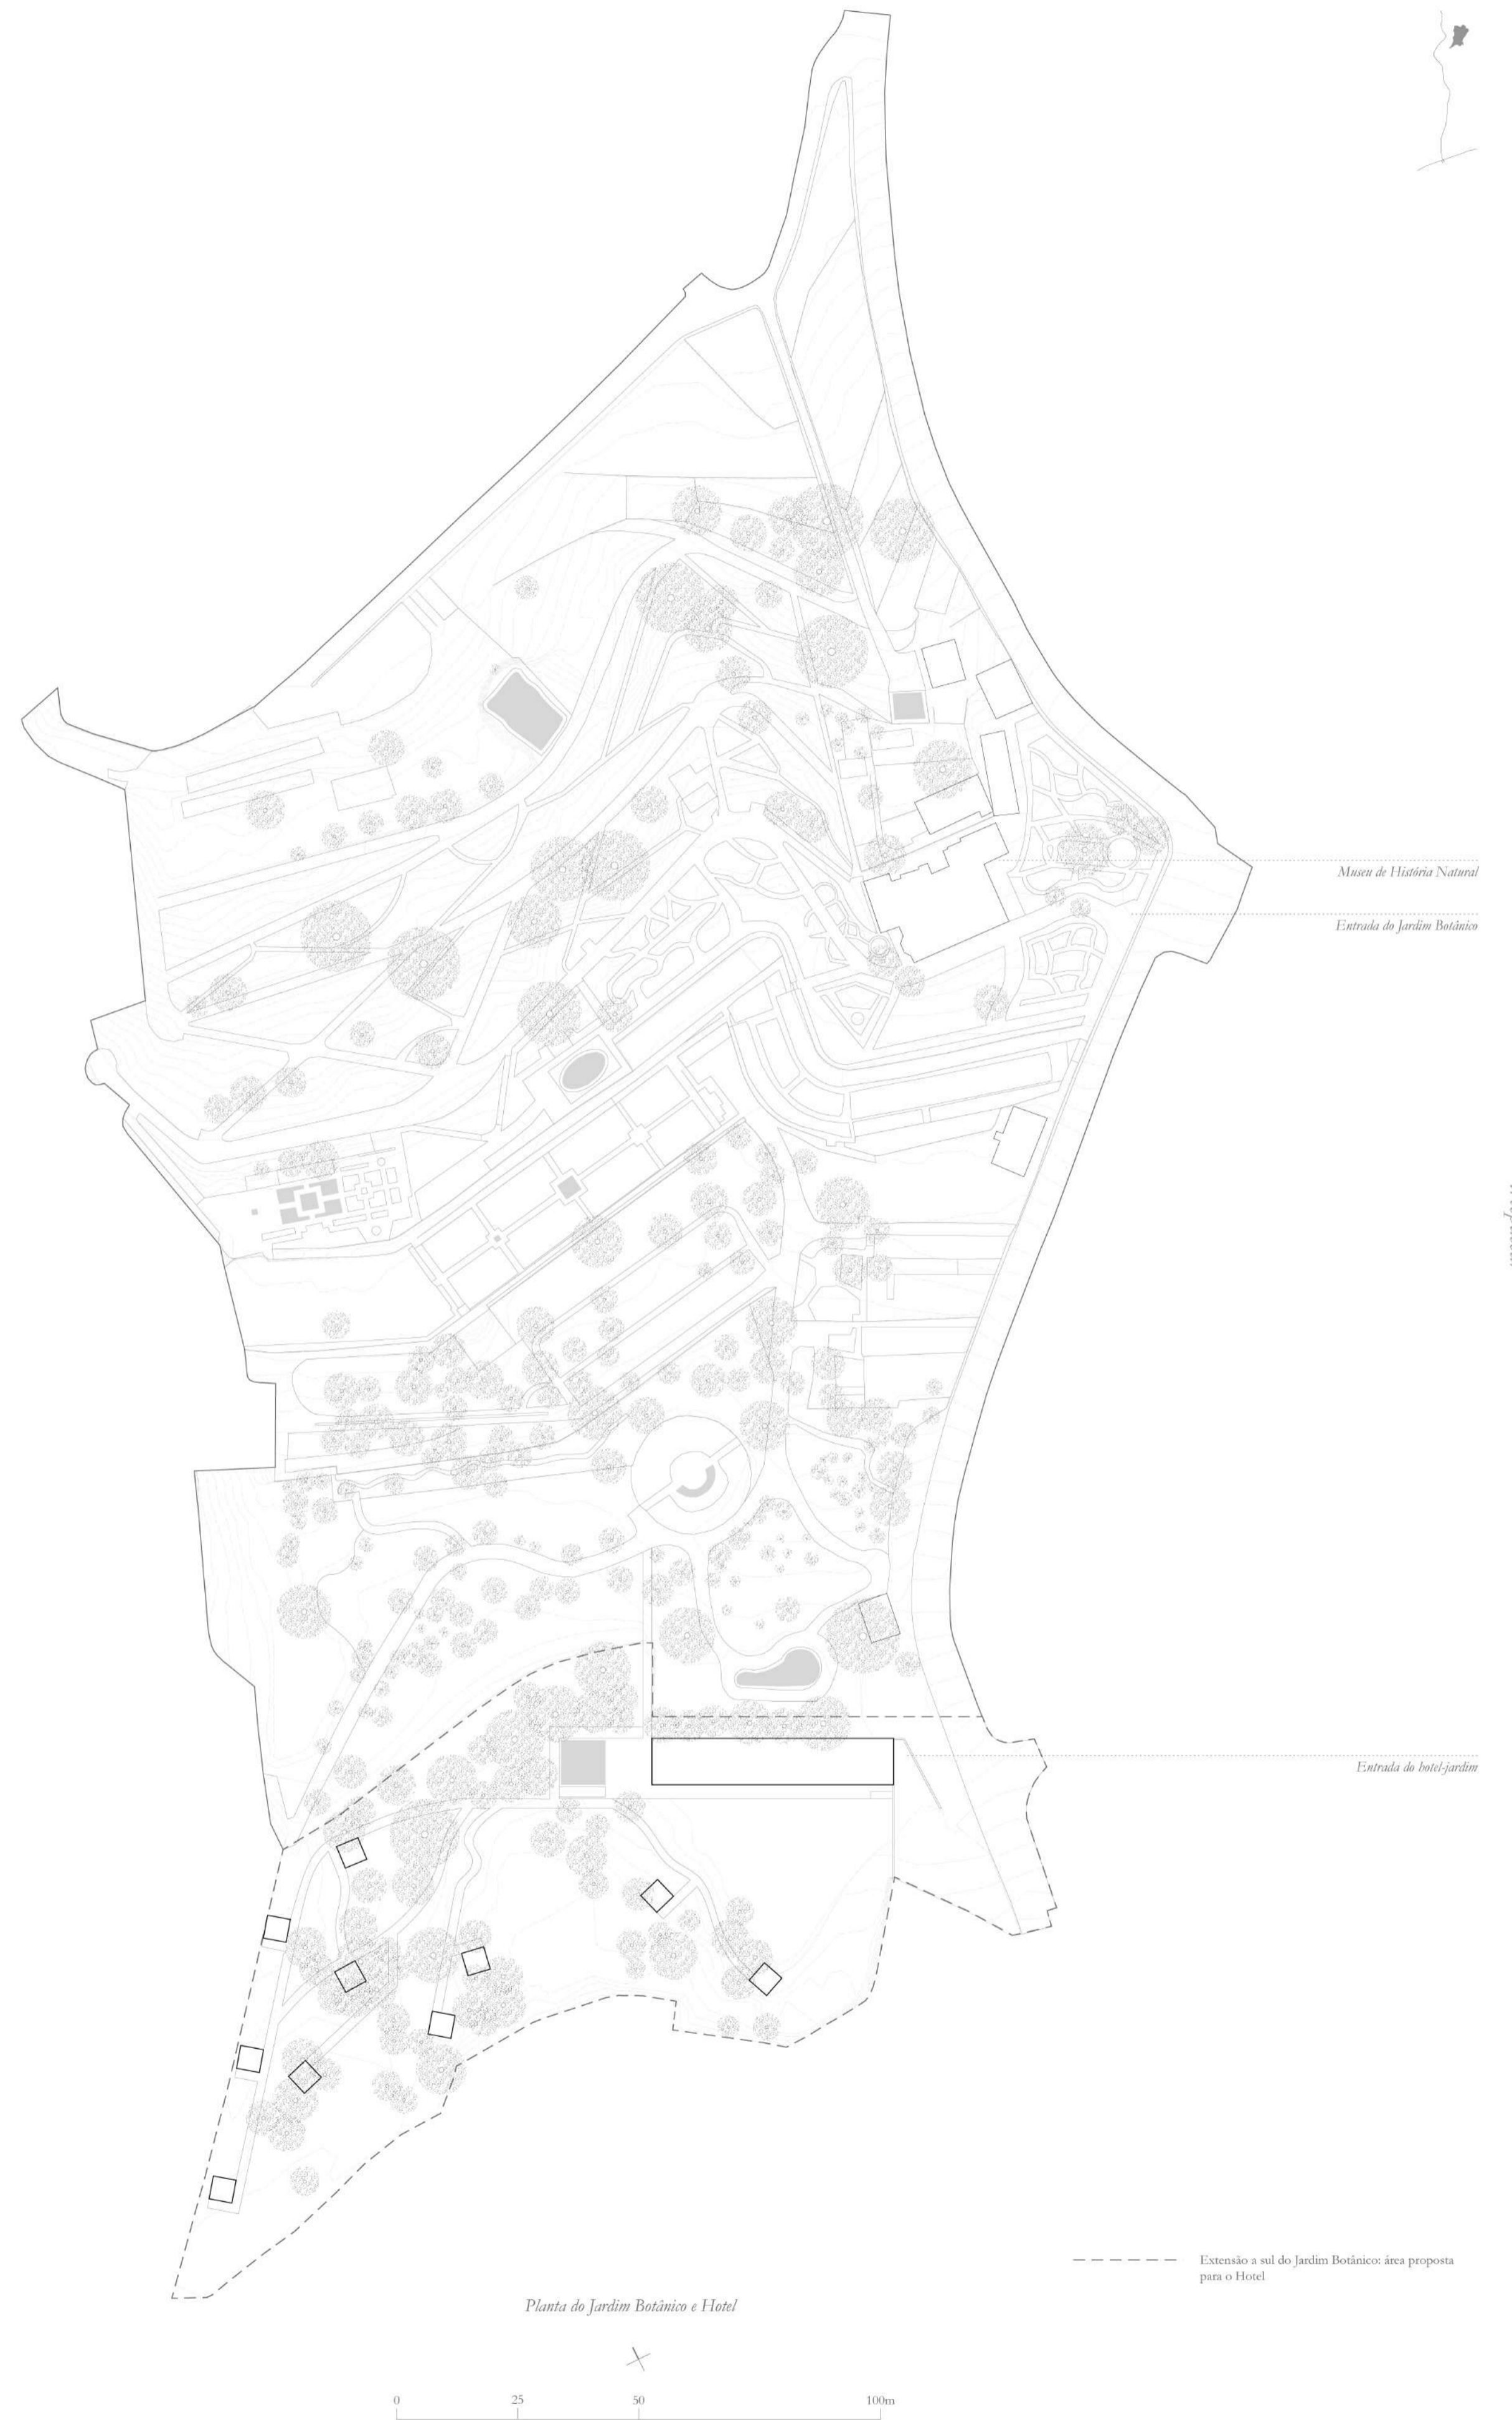 Museu de História Natural
Entrada do Jardim Botânico
Entrada do hotel-jardim
Extensão a sul do Jardim Botânico: área proposta
para o Hotel
Planta do Jardim Botânico e Hotel
0 25 50 100m